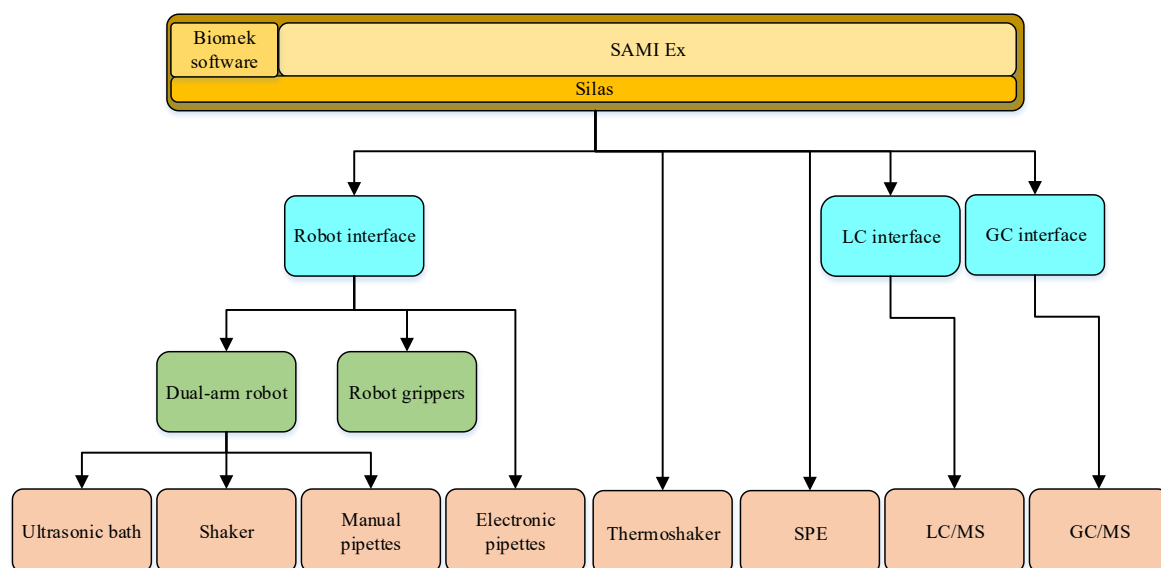 Biomek
software
SAMI Ex
Silas
Robot interface
LC interface
GC interface
Dual-arm robot
Robot grippers
Ultrasonic bath
Shaker
Manual
pipettes
Electronic
pipettes
Thermoshaker
SPE
LC/MS
GC/MS